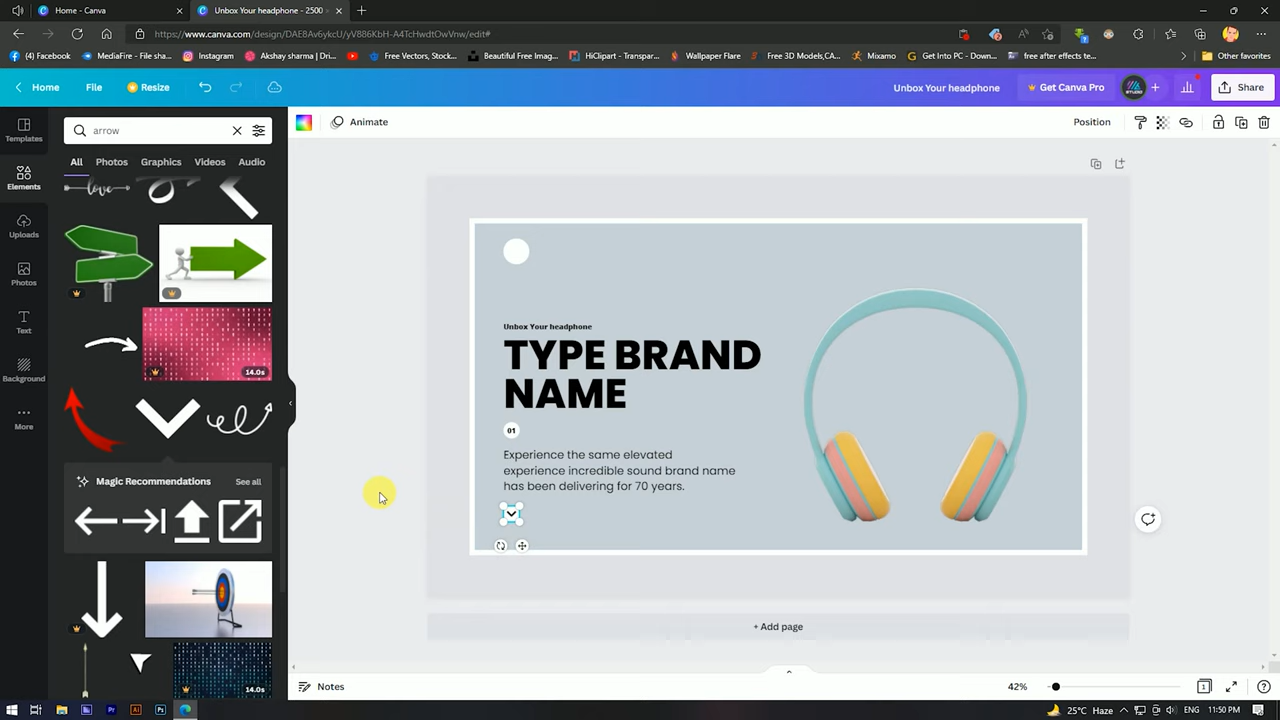 Home - Canva
Unbox Your headphone - 2500
https://www.canva.com/design/DAE8Av6ykcU/yV886KbH-A4TcHwdtOwVnw/edit#
(4) Facebook
MediaFire - File sha...
Instagram
Akshay sharma | Dri...
Free Vectors, Stock...
Beautiful Free Imag...
HiClipart - Transpar...
Wallpaper Flare
Free 3D Models,CA...
Mixamo
Get Into PC - Down...
free after effects te...
Other favorites
Home
File
Resize
Unbox Your headphone
Get Canva Pro
Share
Templates
Elements
Uploads
Photos
Text
Background
More
arrow
All
Photos
Graphics
Videos
Audio
love
14.0s
Magic Recommendations
See all
14.0s
Animate
Position
Unbox Your headphone
TYPE BRAND
NAME
01
Experience the same elevated
experience incredible sound brand name
has been delivering for 70 years.
+ Add page
Notes
42%
1
25°C Haze
ENG
11:50 PM